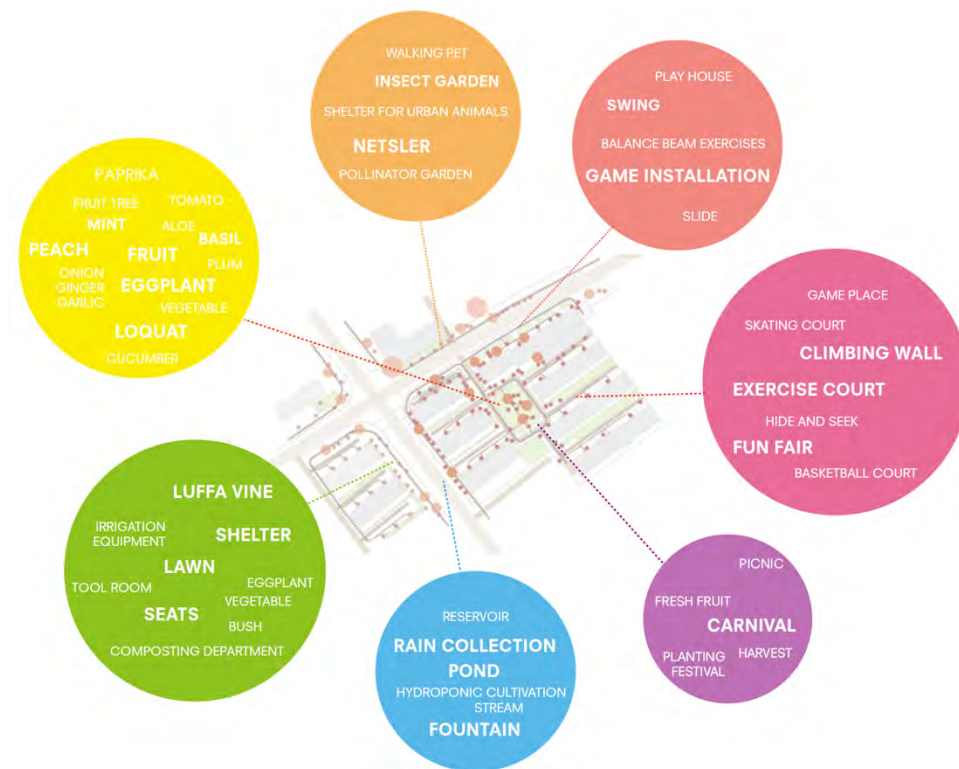 WALKING PET
INSECT GARDEN
SHELTER FOR URBAN ANIMALS
NETSLER
POLLINATOR GARDEN
PLAY HOUSE
SWING
BALANCE BEAM EXERCISES
GAME INSTALLATION
SLIDE
PAPRIKA
FRUIT TREE
TOMATO
MINT
ALOE
BASIL
PEACH
FRUIT
PLUM
ONION
GINGER
EGGPLANT
GARLIC
VEGETABLE
LOQUAT
CUCUMBER
GAME PLACE
SKATING COURT
CLIMBING WALL
EXERCISE COURT
HIDE AND SEEK
FUN FAIR
BASKETBALL COURT
LUFFA VINE
IRRIGATION
EQUIPMENT
SHELTER
LAWN
TOOL ROOM
EGGPLANT
VEGETABLE
SEATS
BUSH
COMPOSTING DEPARTMENT
RESERVOIR
RAIN COLLECTION
POND
HYDROPONIC CULTIVATION
STREAM
FOUNTAIN
PICNIC
FRESH FRUIT
CARNIVAL
PLANTING
FESTIVAL
HARVEST